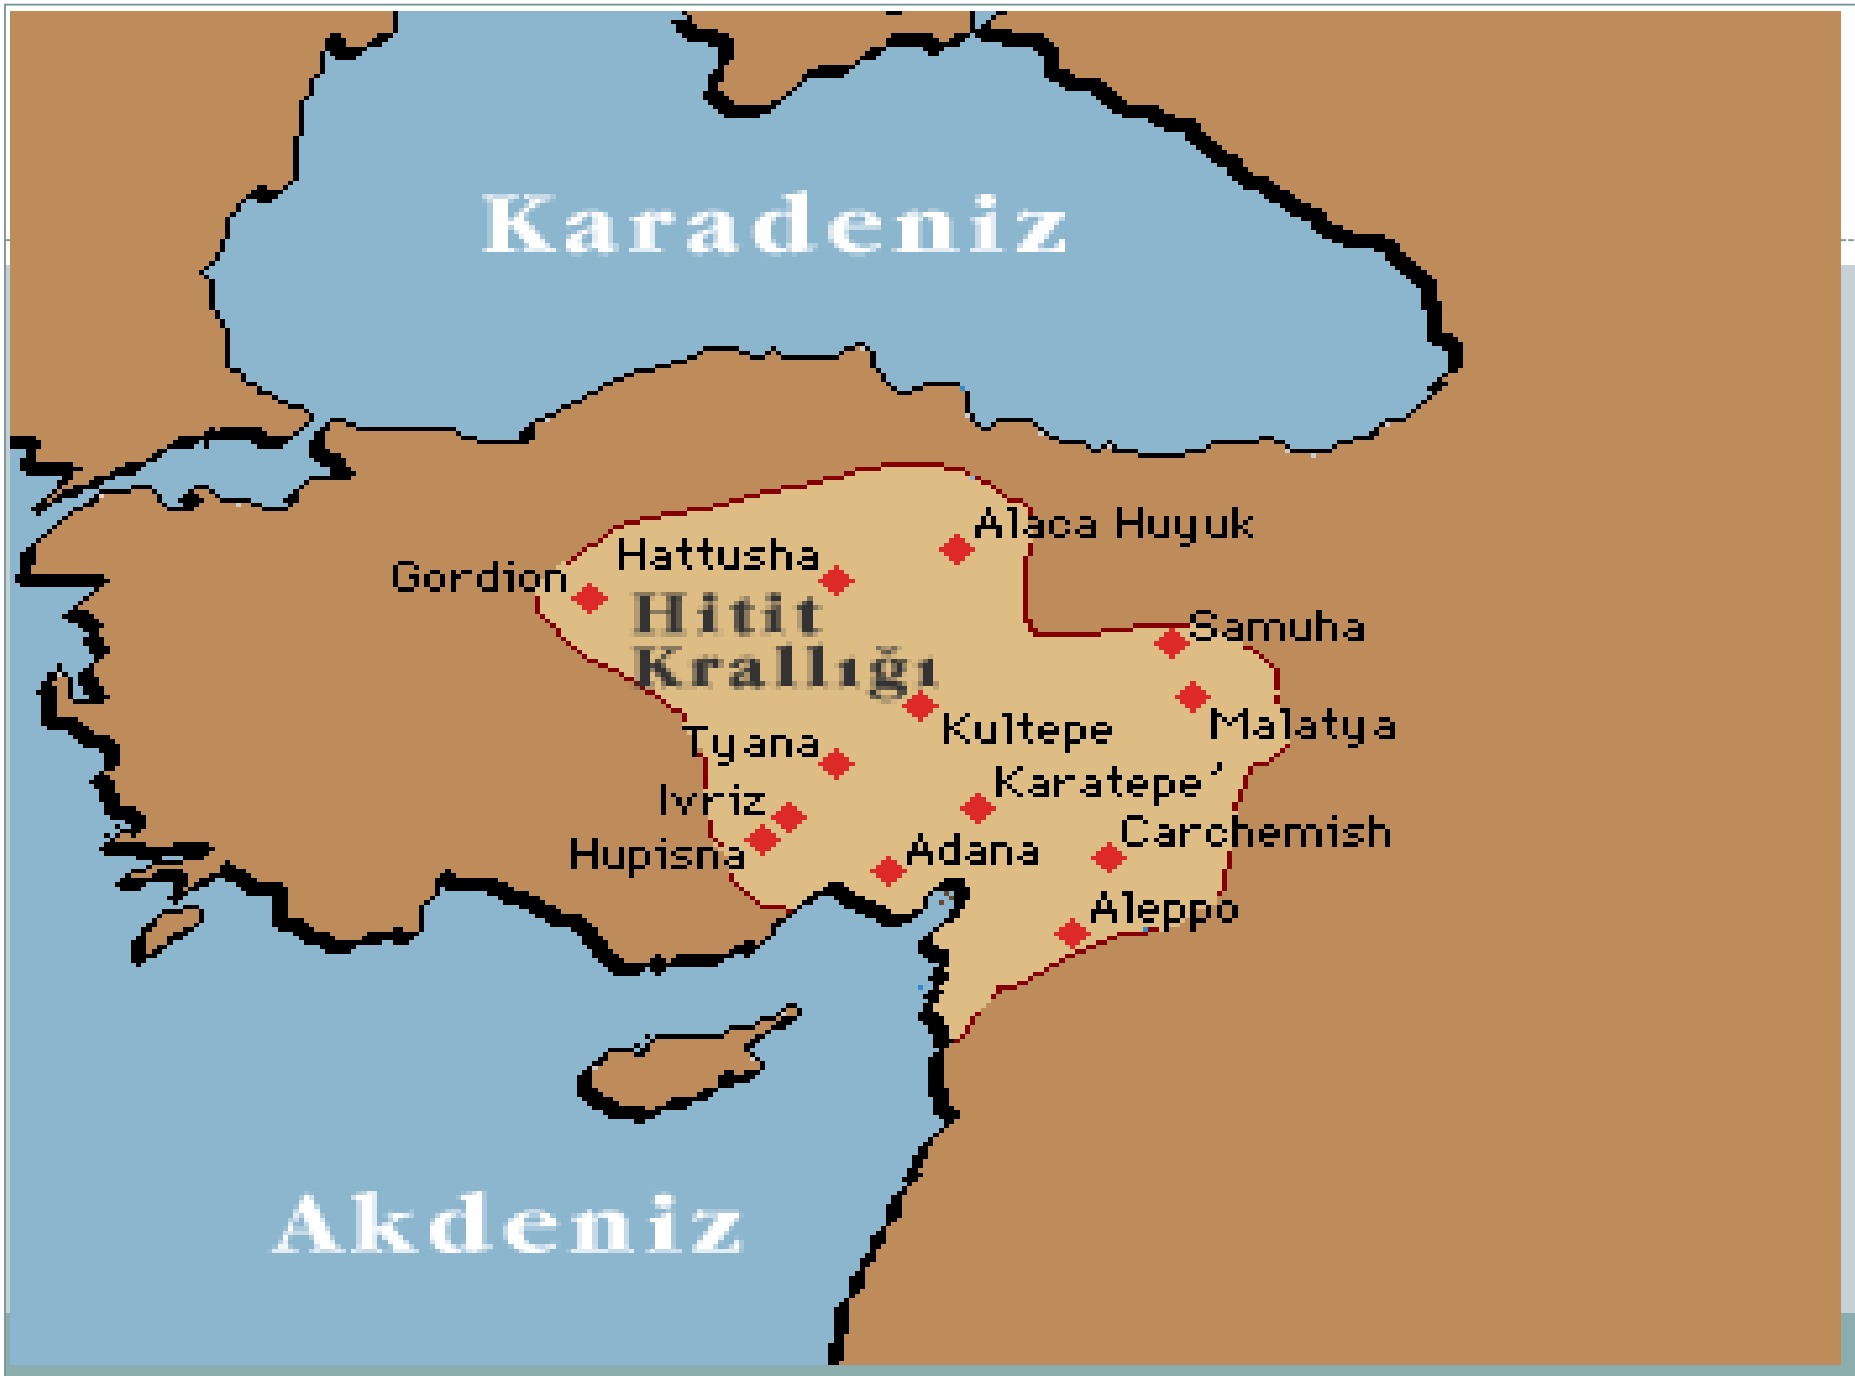 Karadeniz
Alaca Huyuk
Hattusha
Gordion
Hitit
Krallığı
Samuha
Malatya
Kultepe
Tyana
Karatepe´
Ivriz
Carchemish
Hupisna
Adana
Aleppo
Akdeniz